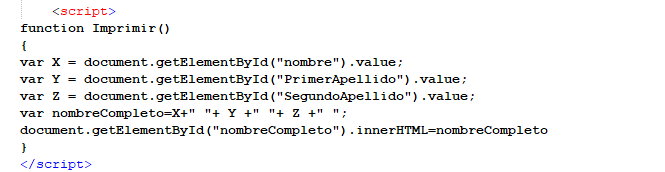 <script>
function Imprimir()
{
var X = document.getElementById("nombre").value;
var Y = document.getElementById("PrimerApellido").value;
var Z = document.getElementById("SegundoApellido").value;
var nombreCompleto=X+" "+ Y +" "+ Z +" ";
document.getElementById("nombreCompleto").innerHTML=nombreCompleto
}
</script>